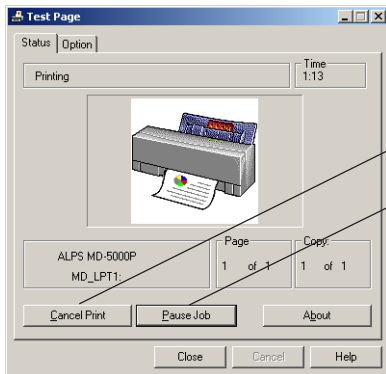 Test Page
Status Option
Printing
Time
1:13
ALPS MD-5000P
MD_LPT1:
Page
1 of 1
Copy:
1 of 1
Cancel Print Pause Job About
Close Cancel Help